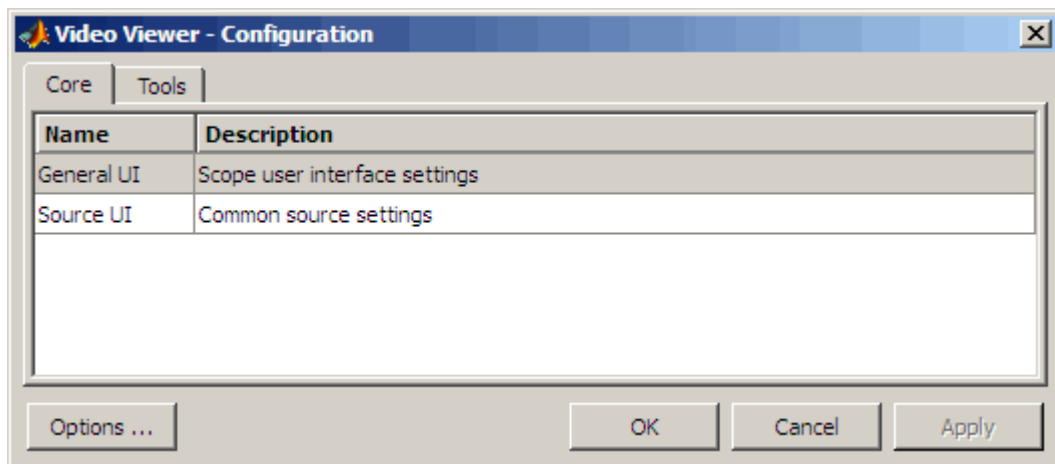 Video Viewer - Configuration
Core Tools
Name Description
General UI Scope user interface settings
Source UI Common source settings
Options ... OK Cancel Apply